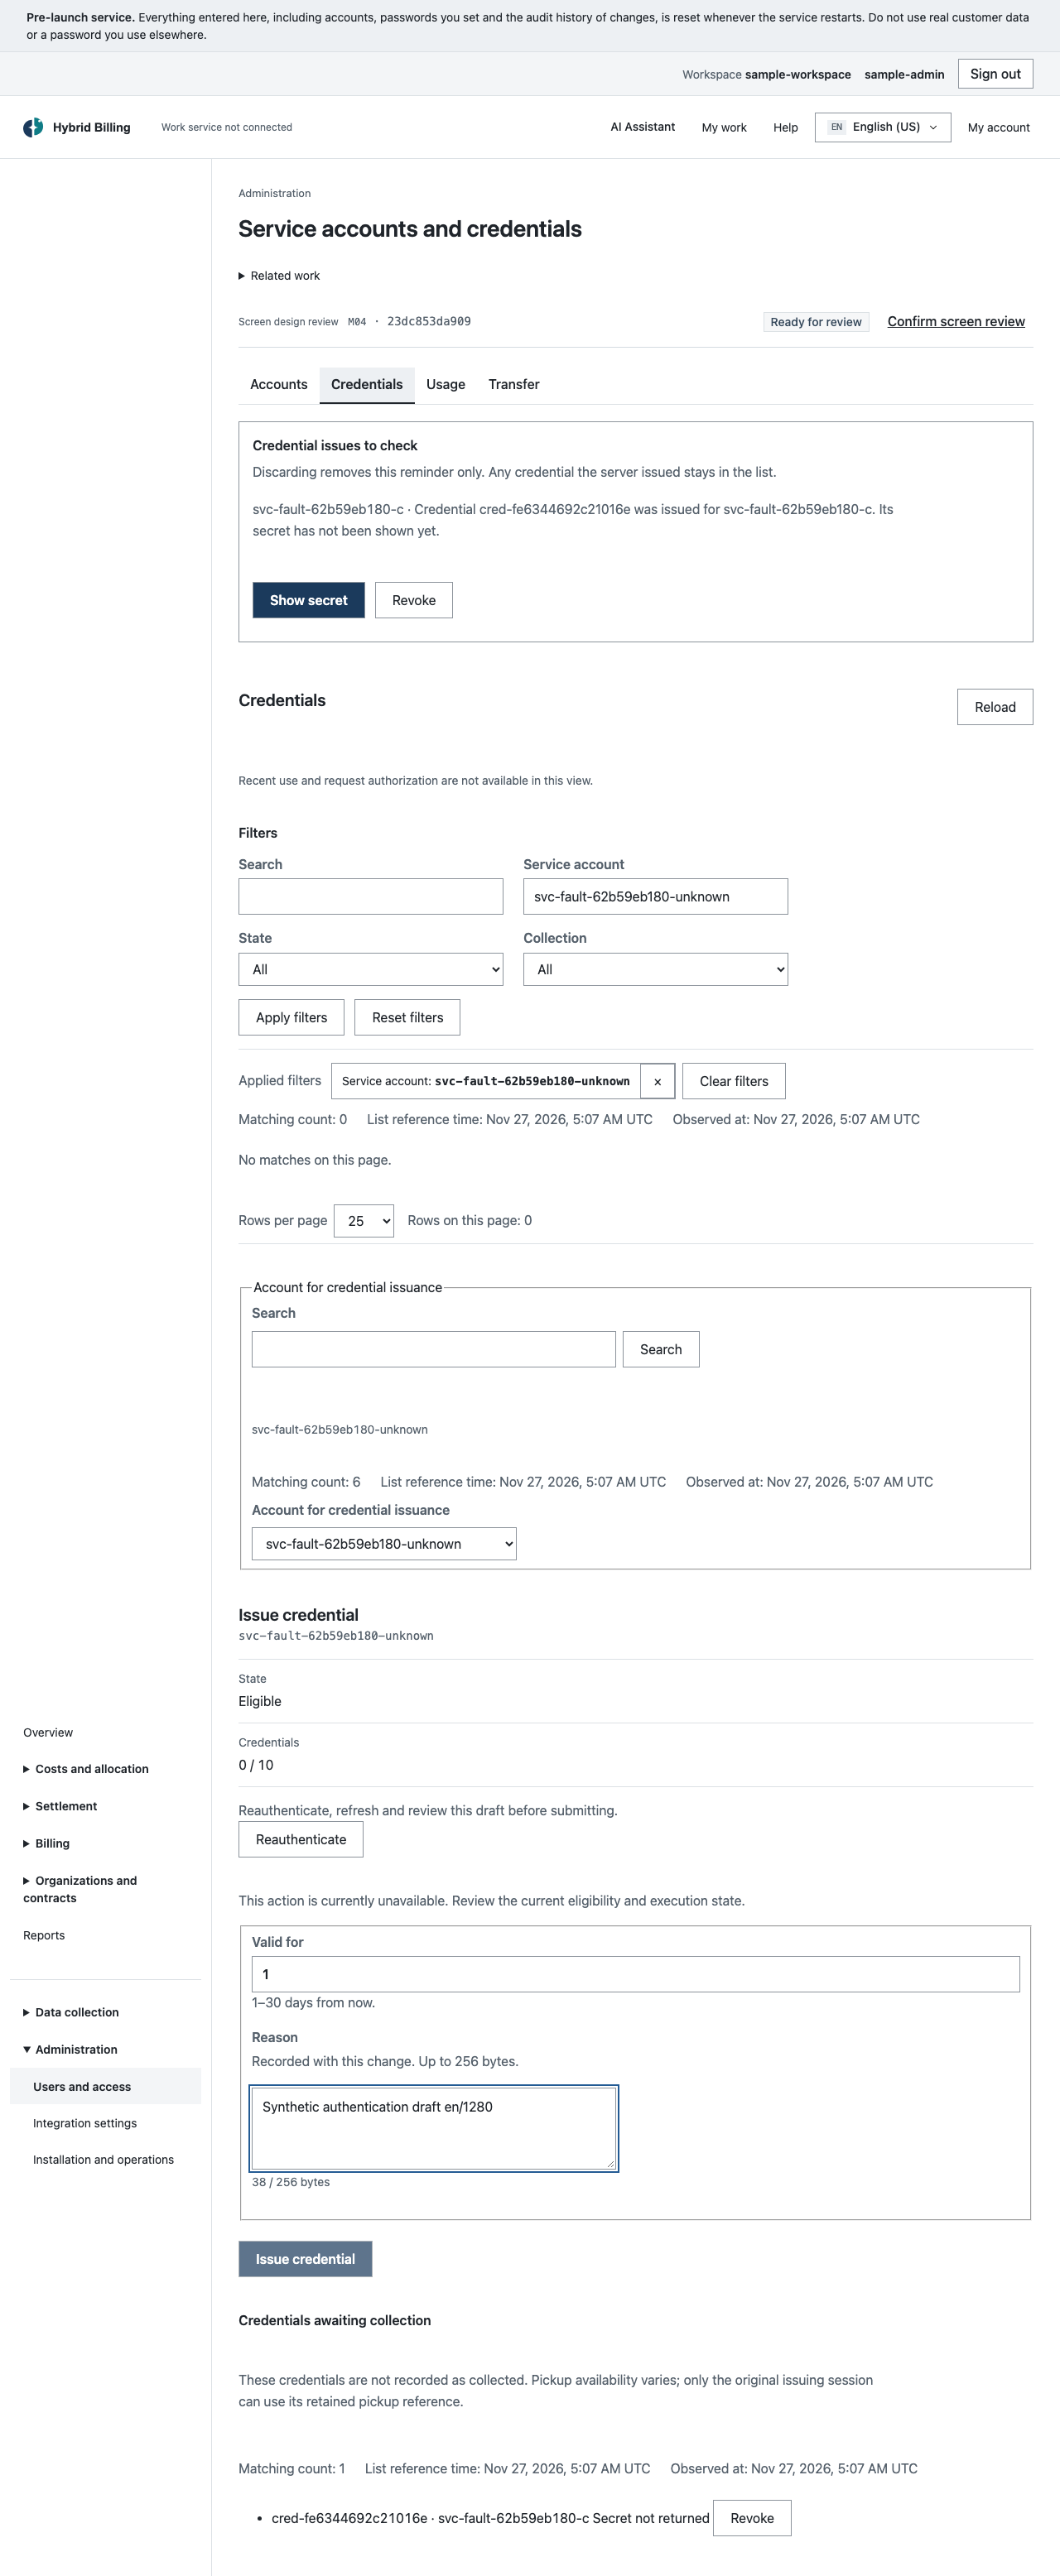 Pre-launch service. Everything entered here, including accounts, passwords you set and the audit history of changes, is reset whenever the service restarts. Do not use real customer data
or a password you use elsewhere.
Workspace sample-workspace sample-admin Sign out
Hybrid Billing Work service not connected AI Assistant My work Help EN English (US) My account
Administration
Service accounts and credentials
Related work
Screen design review M04 · 23dc853da909 Ready for review Confirm screen review
Accounts Credentials Usage Transfer
Credential issues to check
Discarding removes this reminder only. Any credential the server issued stays in the list.
svc-fault-62b59eb180-c · Credential cred-fe6344692c21016e was issued for svc-fault-62b59eb180-c. Its
secret has not been shown yet.
Show secret Revoke
Credentials Reload
Recent use and request authorization are not available in this view.
Filters
Search Service account
svc-fault-62b59eb180-unknown
State Collection
All All
Apply filters Reset filters
Applied filters Service account: svc-fault-62b59eb180-unknown × Clear filters
Matching count: 0 List reference time: Nov 27, 2026, 5:07 AM UTC Observed at: Nov 27, 2026, 5:07 AM UTC
No matches on this page.
Rows per page 25 Rows on this page: 0
Account for credential issuance
Search
Search
svc-fault-62b59eb180-unknown
Matching count: 6 List reference time: Nov 27, 2026, 5:07 AM UTC Observed at: Nov 27, 2026, 5:07 AM UTC
Account for credential issuance
svc-fault-62b59eb180-unknown
Issue credential
svc-fault-62b59eb180-unknown
State
Eligible
Credentials
0 / 10
Reauthenticate, refresh and review this draft before submitting.
Reauthenticate
This action is currently unavailable. Review the current eligibility and execution state.
Valid for
1
1–30 days from now.
Reason
Recorded with this change. Up to 256 bytes.
Synthetic authentication draft en/1280
38 / 256 bytes
Issue credential
Credentials awaiting collection
These credentials are not recorded as collected. Pickup availability varies; only the original issuing session
can use its retained pickup reference.
Matching count: 1 List reference time: Nov 27, 2026, 5:07 AM UTC Observed at: Nov 27, 2026, 5:07 AM UTC
• cred-fe6344692c21016e · svc-fault-62b59eb180-c Secret not returned Revoke
Overview
Costs and allocation
Settlement
Billing
Organizations and
contracts
Reports
Data collection
Administration
Users and access
Integration settings
Installation and operations